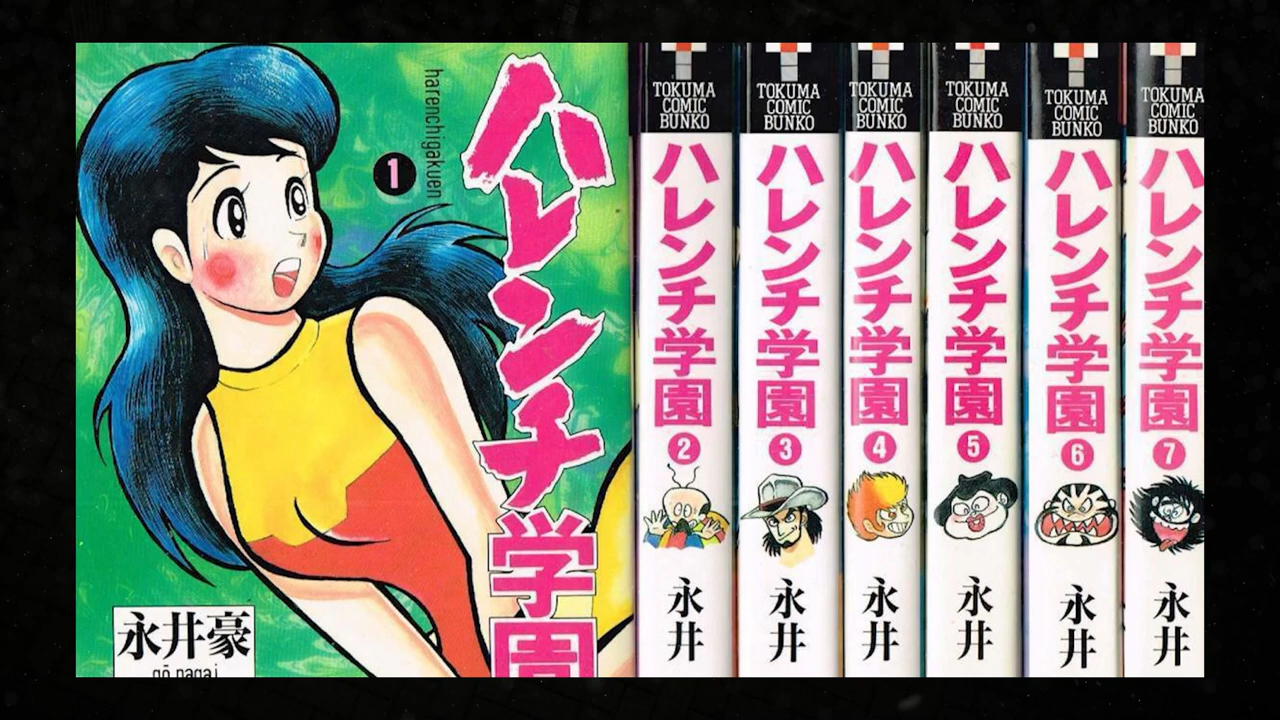 harenchigakuen
1
ハレンチ学園
永井豪
gō nagai
TOKUMA
COMIC
BUNKO
ハレンチ学園
2
永井
TOKUMA
COMIC
BUNKO
ハレンチ学園
3
永井
TOKUMA
COMIC
BUNKO
ハレンチ学園
4
永井
TOKUMA
COMIC
BUNKO
ハレンチ学園
5
永井
TOKUMA
COMIC
BUNKO
ハレンチ学園
6
永井
TOKUMA
COMIC
BUNKO
ハレンチ学園
7
永井